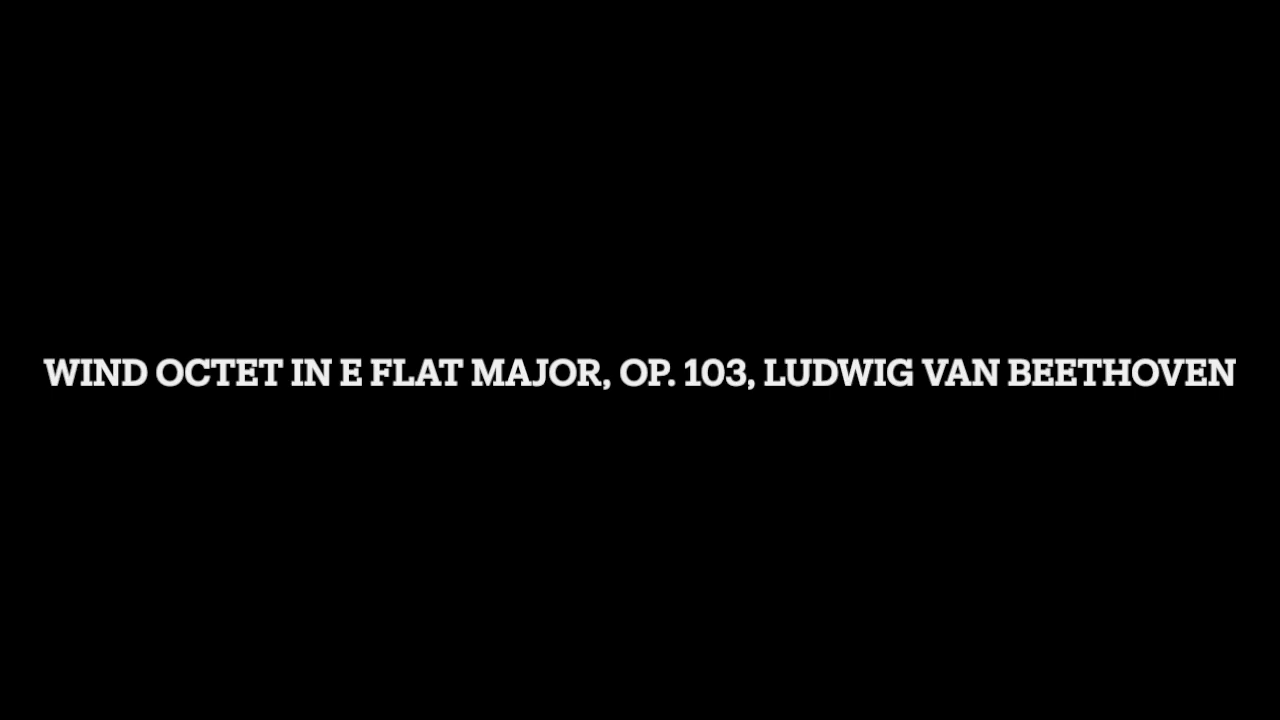 WIND OCTET IN E FLAT MAJOR, OP. 103, LUDWIG VAN BEETHOVEN